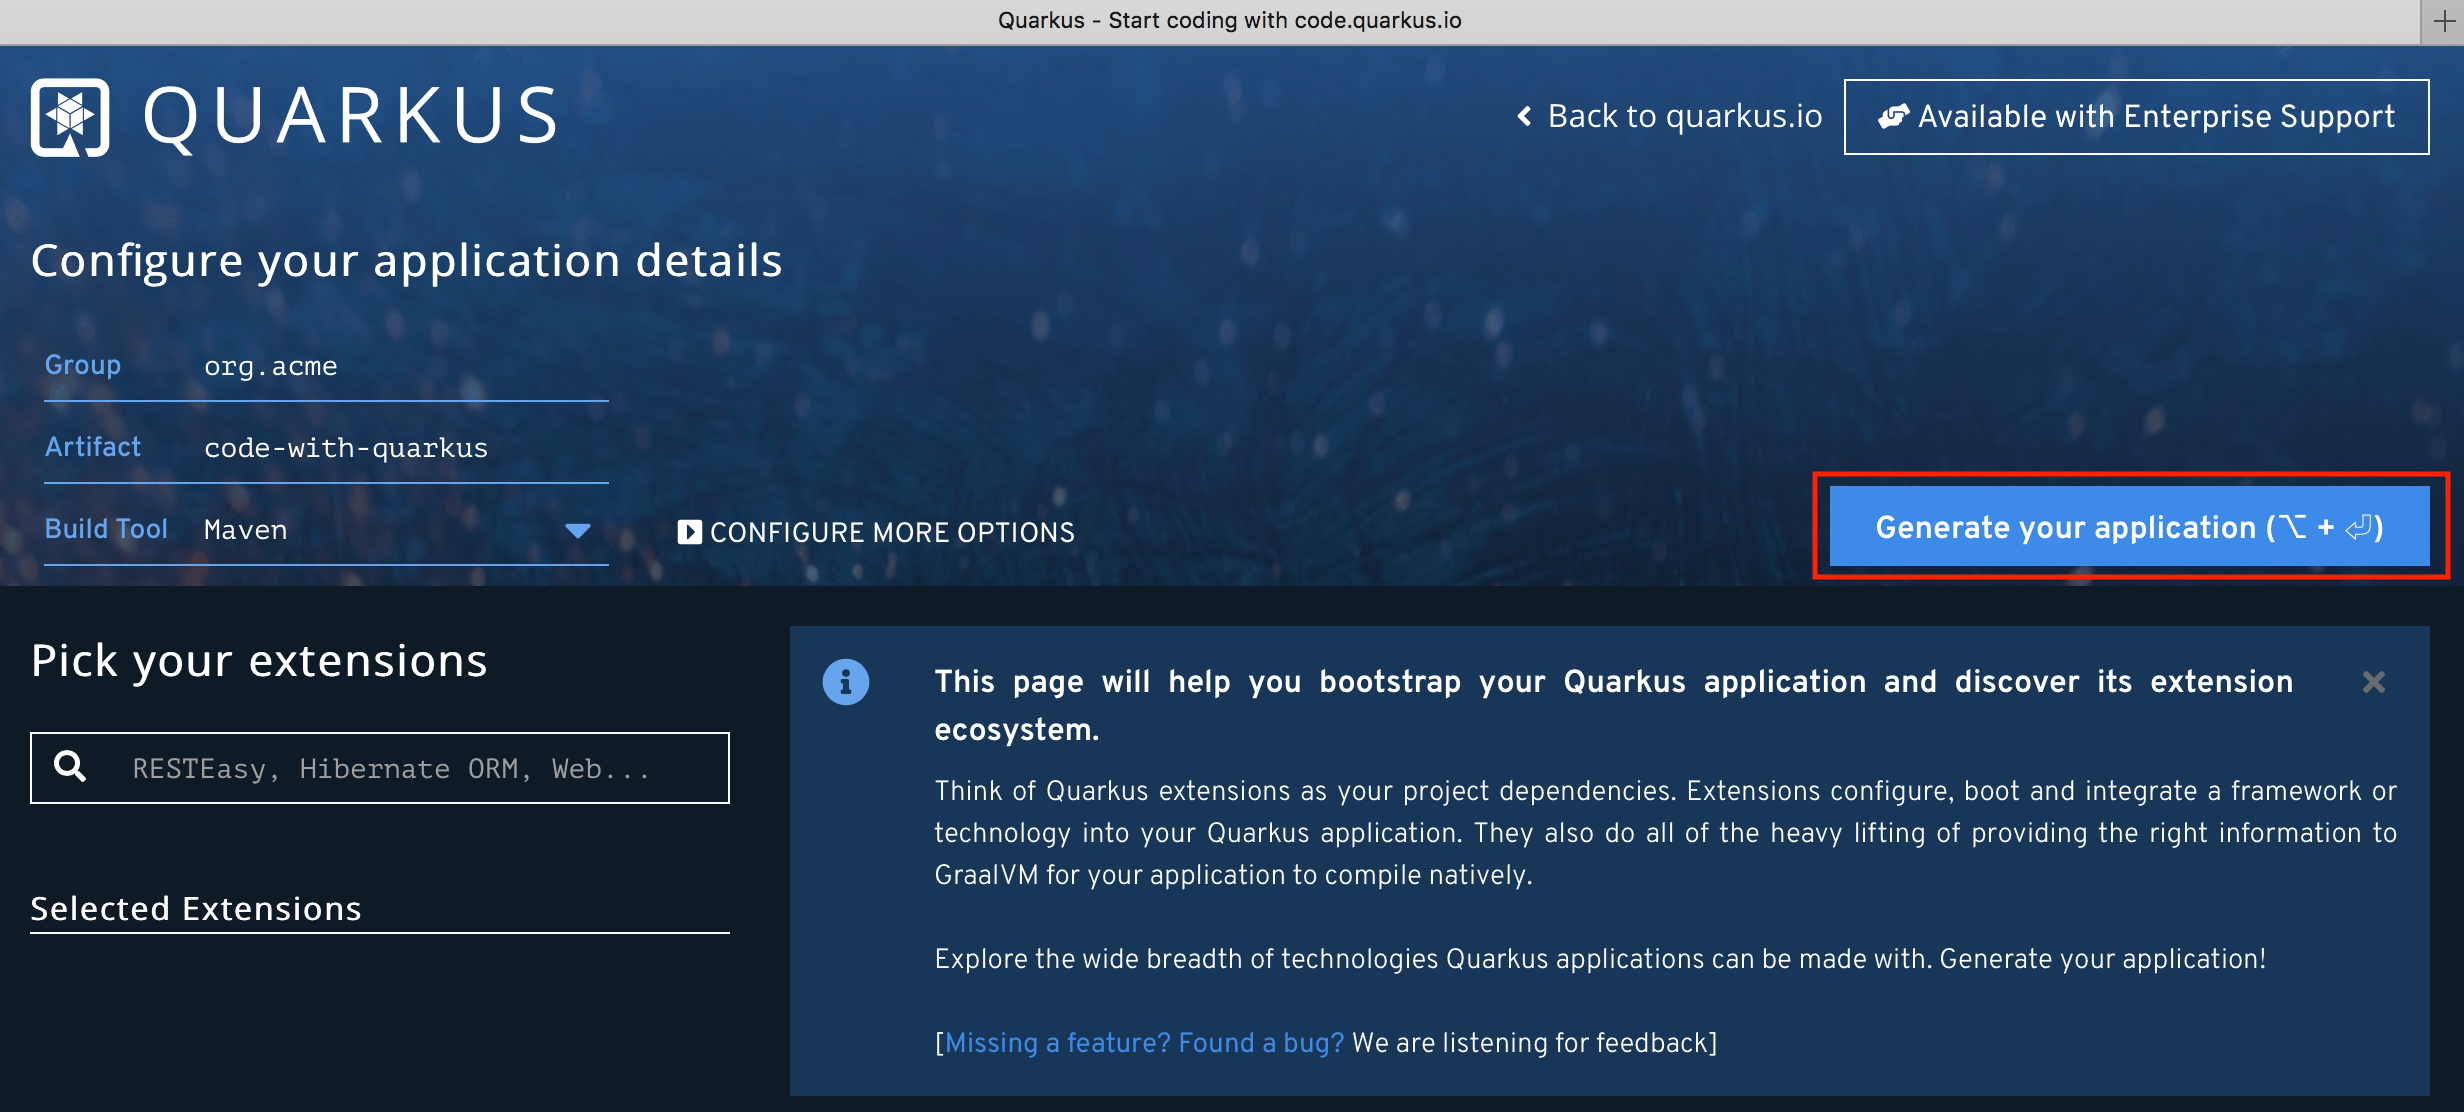 Quarkus - Start coding with code.quarkus.io
QUARKUS
Back to quarkus.io
Available with Enterprise Support
Configure your application details
Group org.acme
Artifact code-with-quarkus
Build Tool Maven
CONFIGURE MORE OPTIONS
Generate your application (⌥ + ⏎)
Pick your extensions
RESTEasy, Hibernate ORM, Web...
Selected Extensions
This page will help you bootstrap your Quarkus application and discover its extension
ecosystem.
Think of Quarkus extensions as your project dependencies. Extensions configure, boot and integrate a framework or
technology into your Quarkus application. They also do all of the heavy lifting of providing the right information to
GraalVM for your application to compile natively.
Explore the wide breadth of technologies Quarkus applications can be made with. Generate your application!
[Missing a feature? Found a bug? We are listening for feedback]